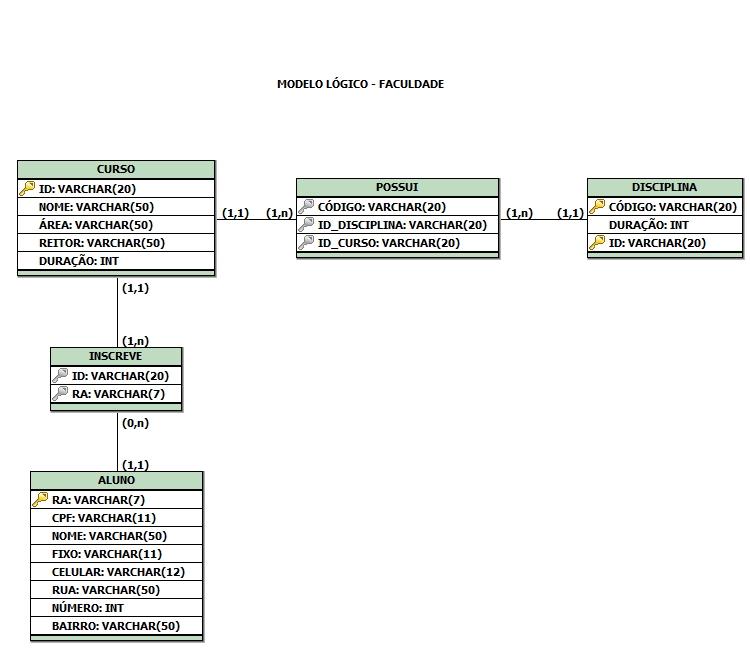 MODELO LÓGICO - FACULDADE
CURSO
ID: VARCHAR(20)
NOME: VARCHAR(50)
ÁREA: VARCHAR(50)
REITOR: VARCHAR(50)
DURAÇÃO: INT
(1,1)
(1,n)
POSSUI
CÓDIGO: VARCHAR(20)
ID_DISCIPLINA: VARCHAR(20)
ID_CURSO: VARCHAR(20)
(1,n)
(1,1)
DISCIPLINA
CÓDIGO: VARCHAR(20)
DURAÇÃO: INT
ID: VARCHAR(20)
(1,1)
(1,n)
INSCREVE
ID: VARCHAR(20)
RA: VARCHAR(7)
(0,n)
(1,1)
ALUNO
RA: VARCHAR(7)
CPF: VARCHAR(11)
NOME: VARCHAR(50)
FIXO: VARCHAR(11)
CELULAR: VARCHAR(12)
RUA: VARCHAR(50)
NÚMERO: INT
BAIRRO: VARCHAR(50)